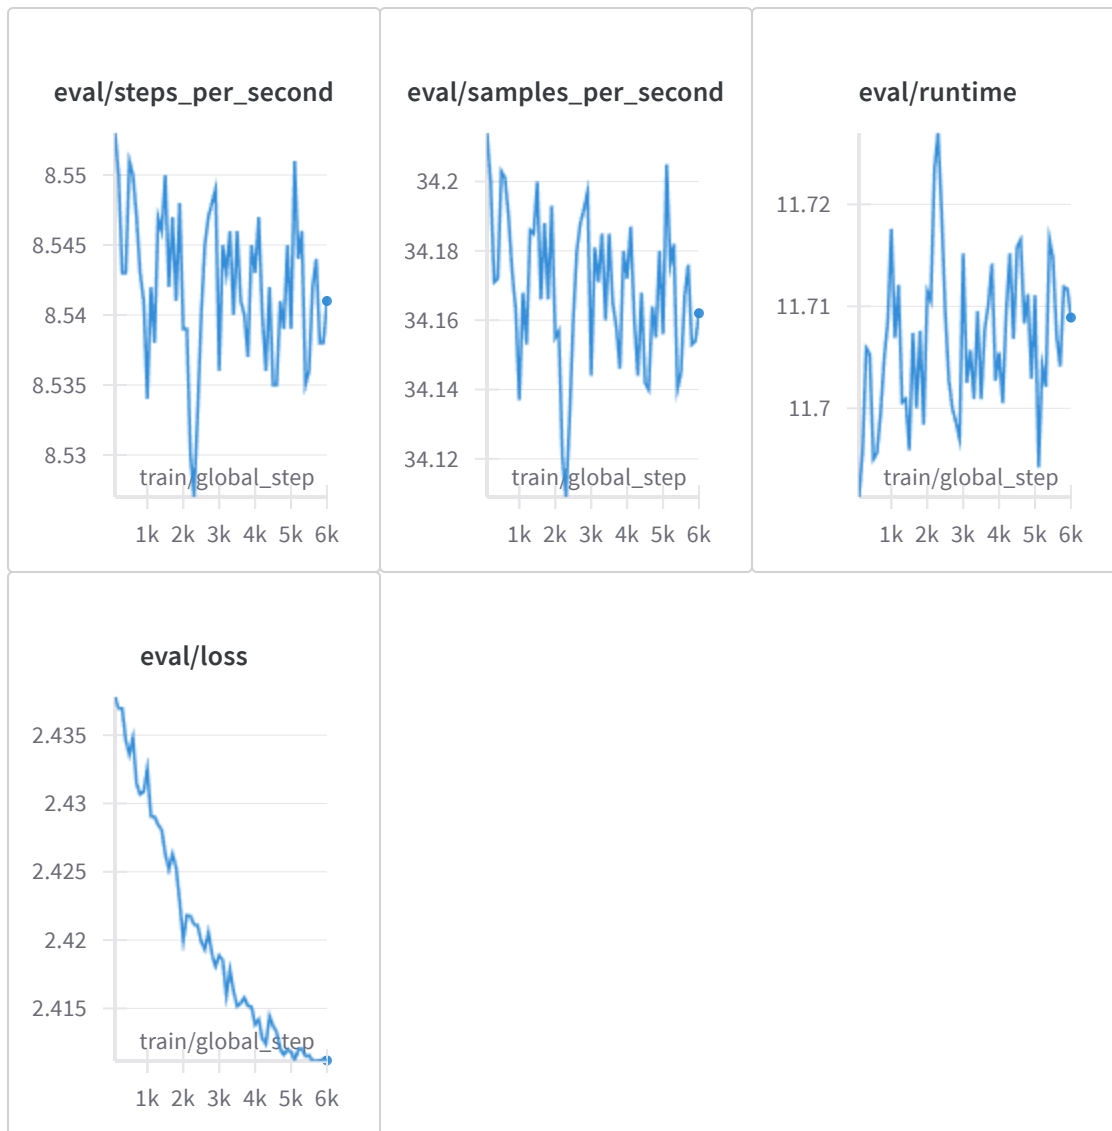 eval/steps_per_second
8.55
8.545
8.54
8.535
8.53
train/global_step
1k 2k 3k 4k 5k 6k
eval/samples_per_second
34.2
34.18
34.16
34.14
34.12
train/global_step
1k 2k 3k 4k 5k 6k
eval/runtime
11.72
11.71
11.7
train/global_step
1k 2k 3k 4k 5k 6k
eval/loss
2.435
2.43
2.425
2.42
2.415
train/global_step
1k 2k 3k 4k 5k 6k